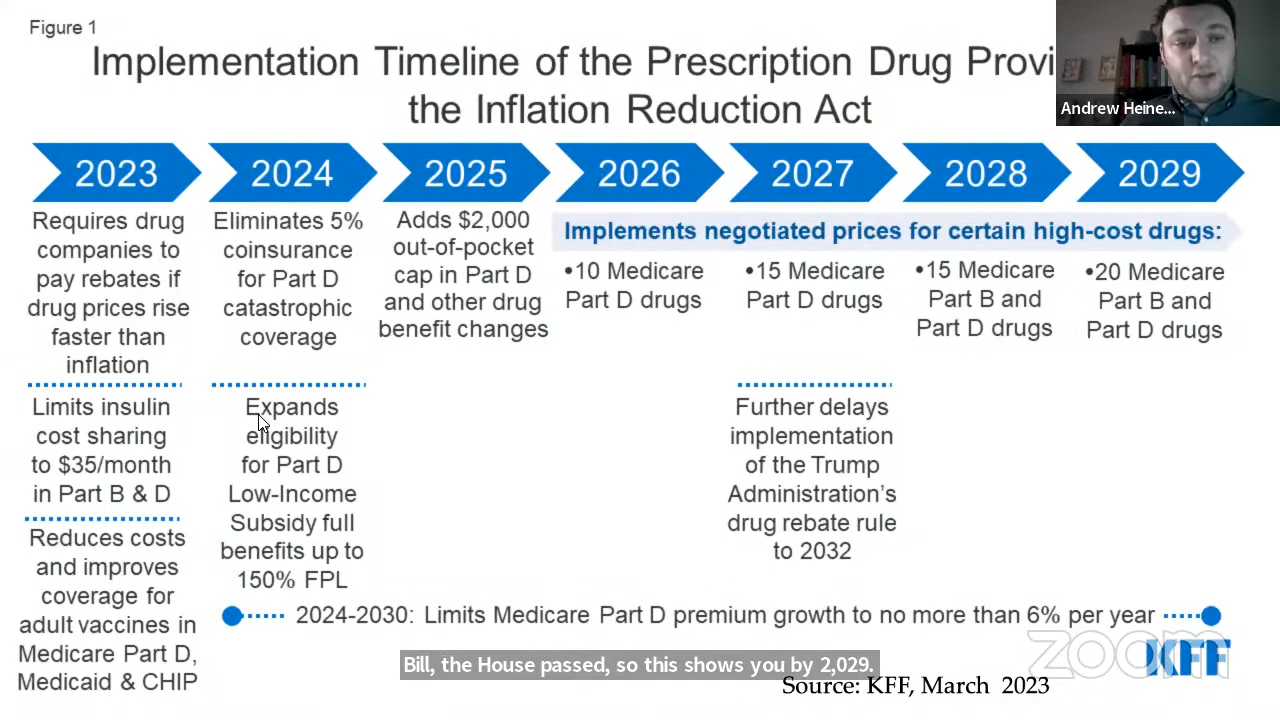 Figure 1
Implementation Timeline of the Prescription Drug Provi
the Inflation Reduction Act
Andrew Heine...
2023
Requires drug
companies to
pay rebates if
drug prices rise
faster than
inflation
Limits insulin
cost sharing
to $35/month
in Part B & D
Reduces costs
and improves
coverage for
adult vaccines in
Medicare Part D,
Medicaid & CHIP
2024
Eliminates 5%
coinsurance
for Part D
catastrophic
coverage
Expands
eligibility
for Part D
Low-Income
Subsidy full
benefits up to
150% FPL
2025
Adds $2,000
out-of-pocket
cap in Part D
and other drug
benefit changes
2026
2027
2028
2029
Implements negotiated prices for certain high-cost drugs:
•10 Medicare
Part D drugs
•15 Medicare
Part D drugs
•15 Medicare
Part B and
Part D drugs
•20 Medicare
Part B and
Part D drugs
Further delays
implementation
of the Trump
Administration's
drug rebate rule
to 2032
2024-2030: Limits Medicare Part D premium growth to no more than 6% per year
zoom
KFF
Bill, the House passed, so this shows you by 2,029.
Source: KFF, March 2023